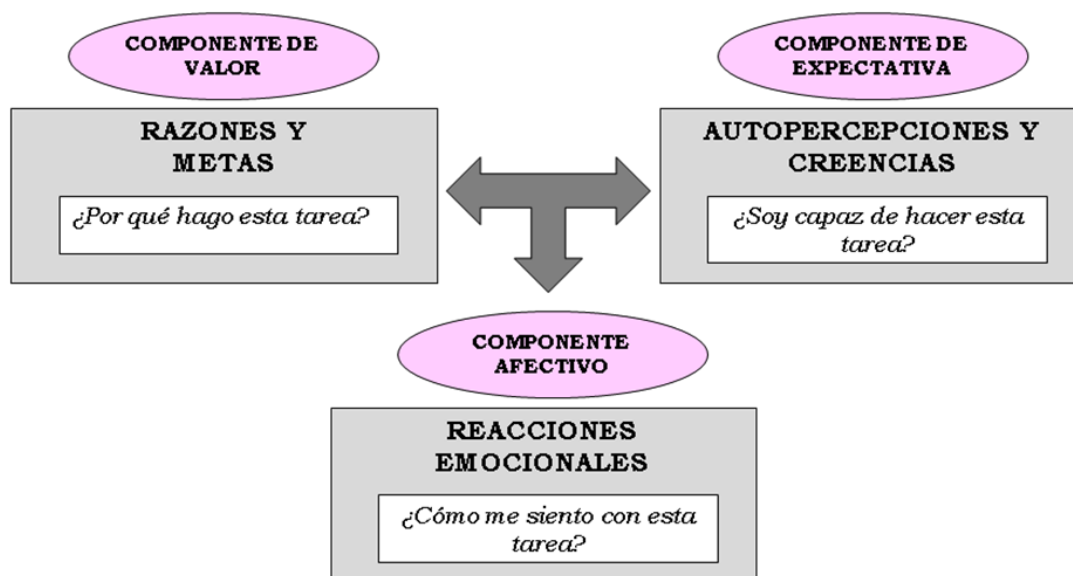 COMPONENTE DE
VALOR
RAZONES Y
METAS
¿Por qué hago esta tarea?
COMPONENTE DE
EXPECTATIVA
AUTOPERCEPCIONES Y
CREENCIAS
¿Soy capaz de hacer esta
tarea?
COMPONENTE
AFECTIVO
REACCIONES
EMOCIONALES
¿Cómo me siento con esta
tarea?